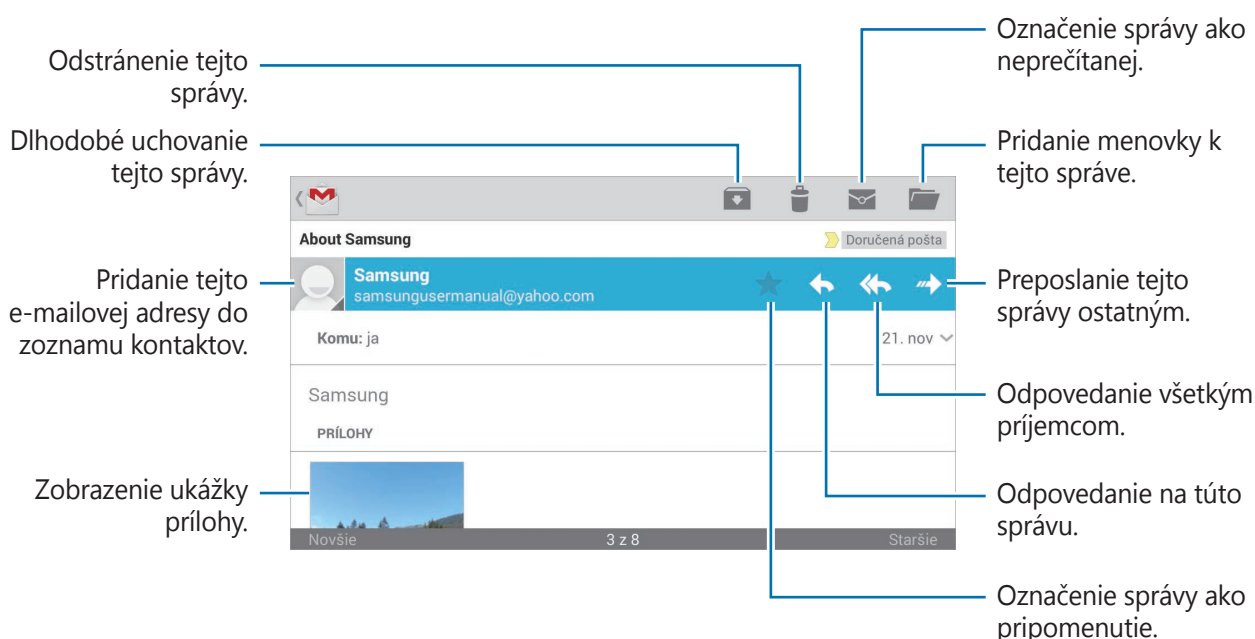 Označenie správy ako
neprečítanej.
Odstránenie tejto
správy.
Dlhodobé uchovanie
tejto správy.
Pridanie menovky k
tejto správe.
About Samsung
Doručená pošta
Pridanie tejto
e-mailovej adresy do
zoznamu kontaktov.
Samsung
samsungusermanual@yahoo.com
Preposlanie tejto
správy ostatným.
Komu: ja
21. nov
Samsung
PRÍLOHY
Odpovedanie všetkým
príjemcom.
Zobrazenie ukážky
prílohy.
Odpovedanie na túto
správu.
Novšie 3 z 8 Staršie
Označenie správy ako
pripomenutie.